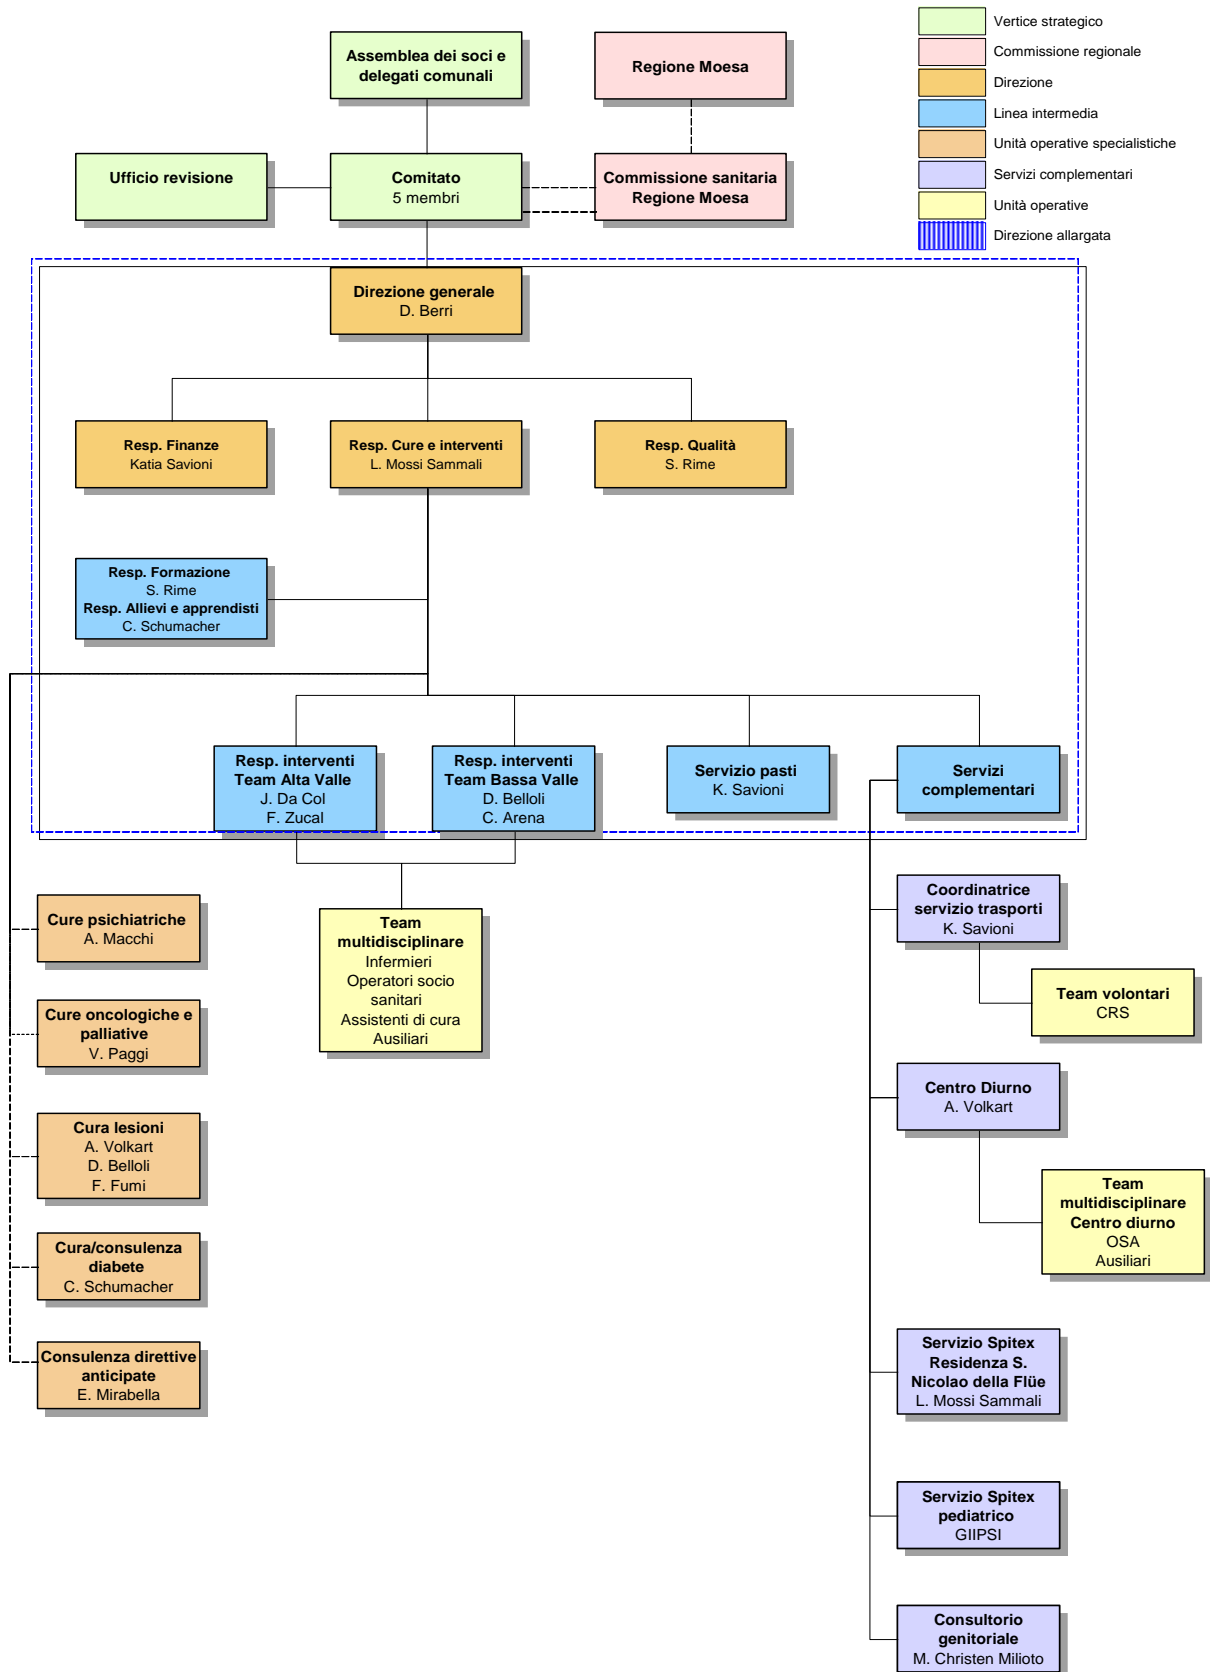 Assemblea dei soci e
delegati comunali
Regione Moesa
Vertice strategico
Commissione regionale
Direzione
Linea intermedia
Unità operative specialistiche
Servizi complementari
Unità operative
Direzione allargata
Ufficio revisione
Comitato
5 membri
Commissione sanitaria
Regione Moesa
Direzione generale
D. Berri
Resp. Finanze
Katia Savioni
Resp. Cure e interventi
L. Mossi Sammali
Resp. Qualità
S. Rime
Resp. Formazione
S. Rime
Resp. Allievi e apprendisti
C. Schumacher
Resp. interventi
Team Alta Valle
J. Da Col
F. Zucal
Resp. interventi
Team Bassa Valle
D. Belloli
C. Arena
Servizio pasti
K. Savioni
Servizi
complementari
Cure psichiatriche
A. Macchi
Cure oncologiche e
palliative
V. Paggi
Cura lesioni
A. Volkart
D. Belloli
F. Fumi
Cura/consulenza
diabete
C. Schumacher
Consulenza direttive
anticipate
E. Mirabella
Team
multidisciplinare
Infermieri
Operatori socio
sanitari
Assistenti di cura
Ausiliari
Coordinatrice
servizio trasporti
K. Savioni
Team volontari
CRS
Centro Diurno
A. Volkart
Team
multidisciplinare
Centro diurno
OSA
Ausiliari
Servizio Spitex
Residenza S.
Nicolao della Flüe
L. Mossi Sammali
Servizio Spitex
pediatrico
GIIPSI
Consultorio
genitoriale
M. Christen Milioto